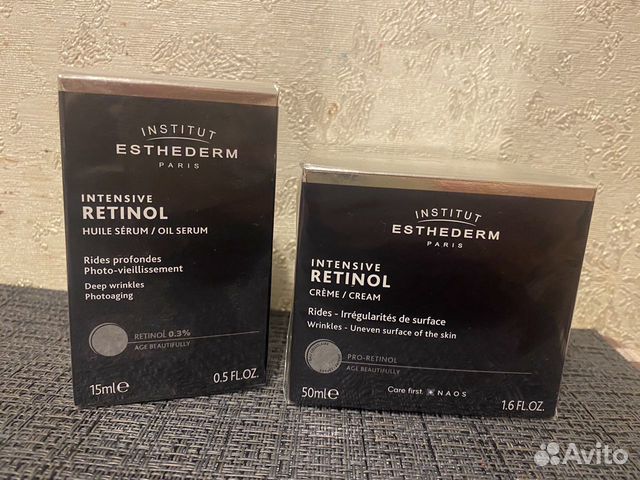 INSTITUT
ESTHEDERM
PARIS
INTENSIVE
RETINOL
HUILE SÉRUM / OIL SERUM
Rides profondes
Photo-vieillissement
Deep wrinkles
Photoaging
RETINOL 0.3%
AGE BEAUTIFULLY
15ml℮ 0.5 FL.OZ.
INSTITUT
ESTHEDERM
PARIS
INTENSIVE
RETINOL
CRÈME / CREAM
Rides - Irrégularités de surface
Wrinkles - Uneven surface of the skin
PRO-RETINOL
AGE BEAUTIFULLY
50ml℮ Care first. NAOS 1.6 FL.OZ.
Avito